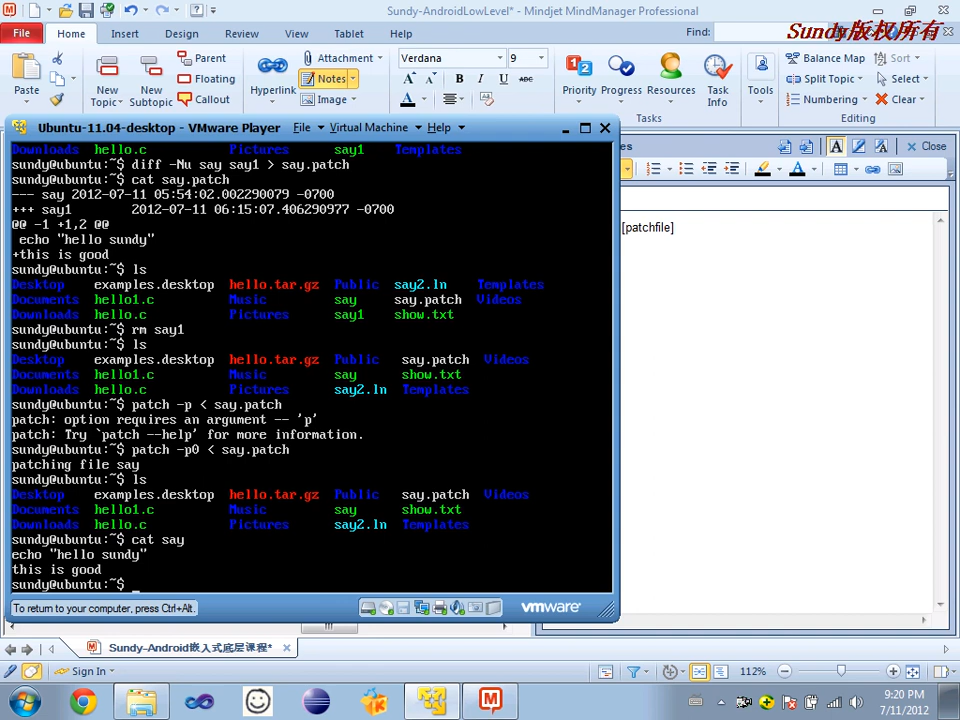 Sundy-AndroidLowLevel* - Mindjet MindManager Professional
File Home Insert Design Review View Tablet Help Find:
Sundy版权所有
Paste
New Topic
New Subtopic
Parent
Floating
Callout
Hyperlink
Attachment
Notes
Image
Verdana 9
B I U ABC
A
Priority Progress Resources Task Info
Tasks
Tools
Balance Map
Split Topic
Numbering
Sort
Select
Clear
Editing
Ubuntu-11.04-desktop - VMware Player File Virtual Machine Help
Close
[patchfile]
Downloads hello.c Pictures say1 Templates
sundy@ubuntu:~$ diff -Nu say say1 > say.patch
sundy@ubuntu:~$ cat say.patch
--- say 2012-07-11 05:54:02.002290079 -0700
+++ say1 2012-07-11 06:15:07.406290977 -0700
@@ -1 +1,2 @@
 echo "hello sundy"
+this is good
sundy@ubuntu:~$ ls
Desktop examples.desktop hello.tar.gz Public say2.ln Templates
Documents hello1.c Music say say.patch Videos
Downloads hello.c Pictures say1 show.txt
sundy@ubuntu:~$ rm say1
sundy@ubuntu:~$ ls
Desktop examples.desktop hello.tar.gz Public say.patch Videos
Documents hello1.c Music say show.txt
Downloads hello.c Pictures say2.ln Templates
sundy@ubuntu:~$ patch -p < say.patch
patch: option requires an argument -- 'p'
patch: Try `patch --help' for more information.
sundy@ubuntu:~$ patch -p0 < say.patch
patching file say
sundy@ubuntu:~$ ls
Desktop examples.desktop hello.tar.gz Public say.patch Videos
Documents hello1.c Music say show.txt
Downloads hello.c Pictures say2.ln Templates
sundy@ubuntu:~$ cat say
echo "hello sundy"
this is good
sundy@ubuntu:~$ _
To return to your computer, press Ctrl+Alt.
vmware
Sundy-Android嵌入式底层课程*
Sign In
112%
9:20 PM
7/11/2012